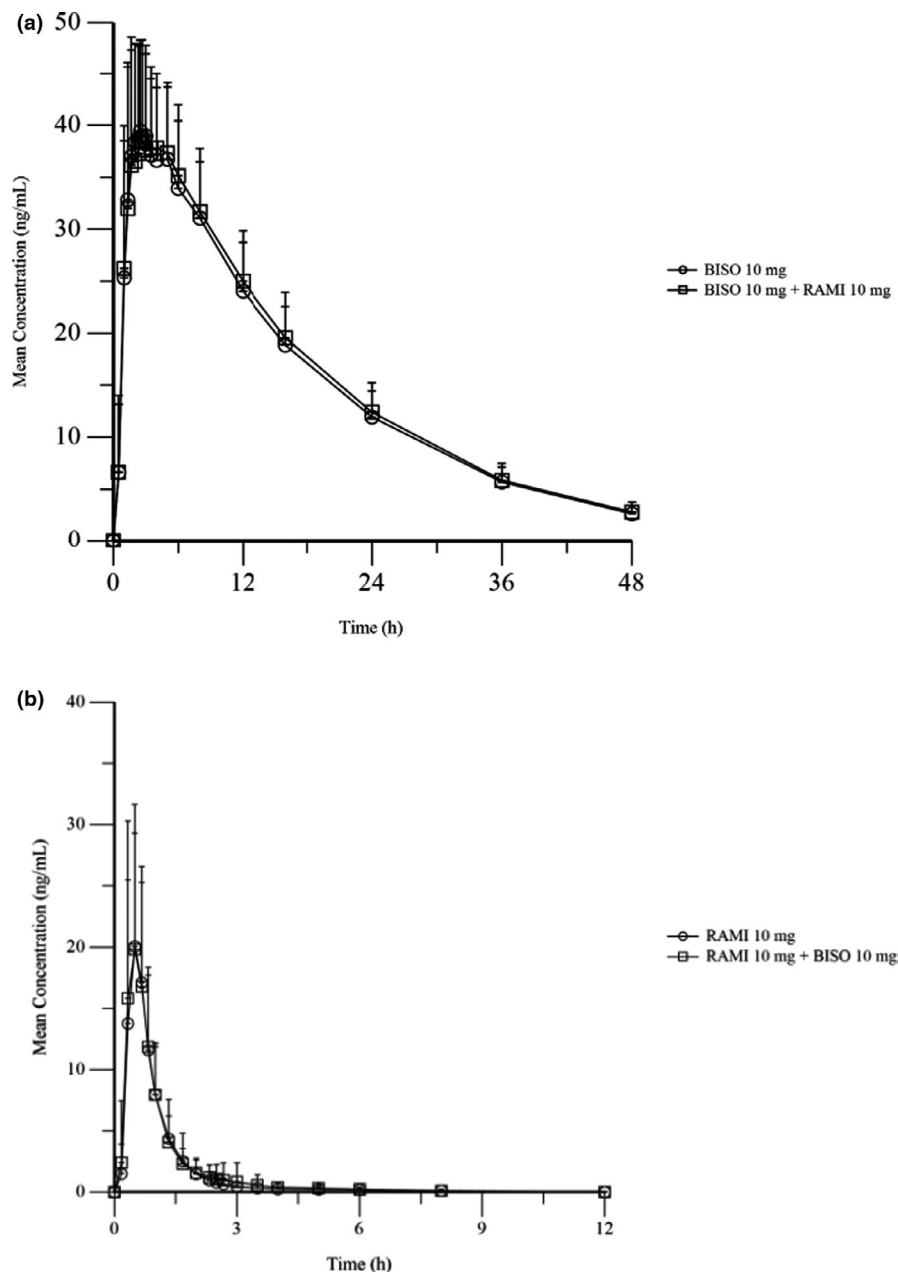 (a)
50
40
30
20
10
0
Mean Concentration (ng/mL)
0 12 24 36 48
Time (h)
BISO 10 mg
BISO 10 mg + RAMI 10 mg
(b)
40
30
20
10
0
Mean Concentration (ng/mL)
0 3 6 9 12
Time (h)
RAMI 10 mg
RAMI 10 mg + BISO 10 mg